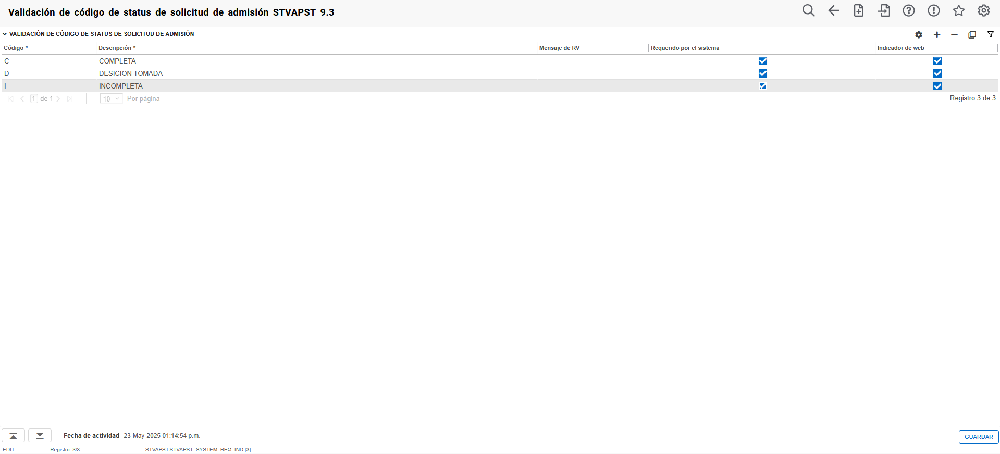 Validación de código de status de solicitud de admisión STVAPST 9.3
VALIDACIÓN DE CÓDIGO DE STATUS DE SOLICITUD DE ADMISIÓN
Código * Descripción * Mensaje de RV Requerido por el sistema Indicador de web
C COMPLETA
D DESICION TOMADA
I INCOMPLETA
1 de 1 10 Por página Registro 3 de 3
Fecha de actividad 23-May-2025 01:14:54 p.m. GUARDAR
EDIT Registro: 3/3 STVAPST.STVAPST_SYSTEM_REQ_IND [3]